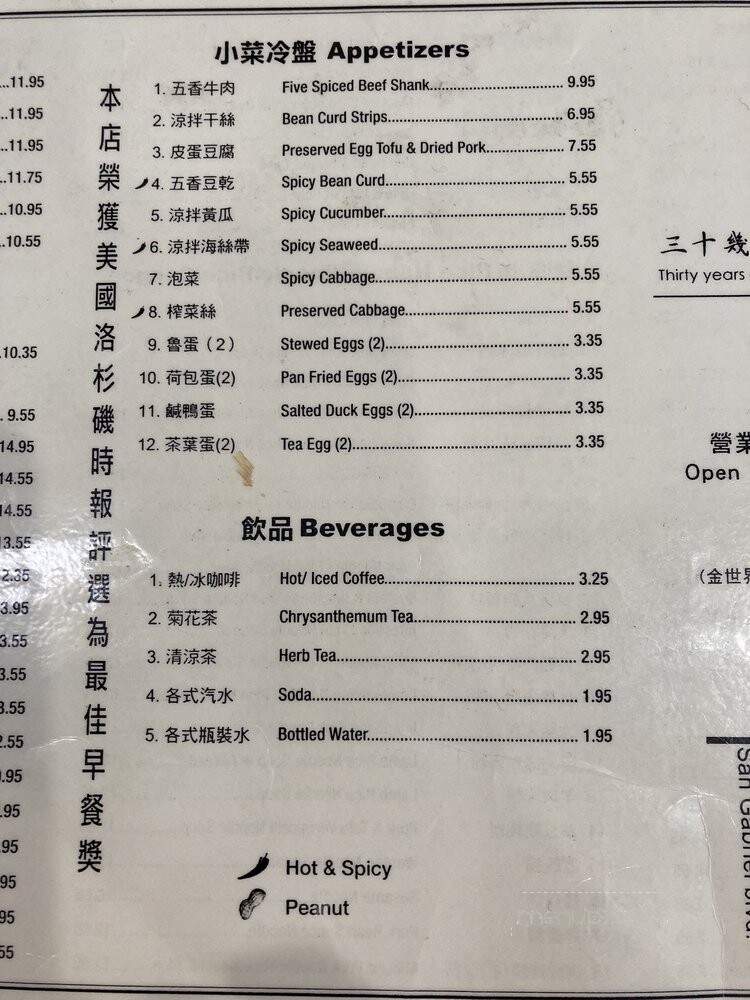 ...11.95
...11.95
...11.95
...11.75
...10.95
...10.55
.10.35
. 9.55
14.95
14.55
14.55
13.55
3.95
3.55
3.55
3.55
2.55
.95
.95
95
95
95
55
本店榮獲美國洛杉磯時報評選為最佳早餐獎
小菜冷盤 Appetizers
1. 五香牛肉 Five Spiced Beef Shank 9.95
2. 涼拌干絲 Bean Curd Strips 6.95
3. 皮蛋豆腐 Preserved Egg Tofu & Dried Pork 7.55
4. 五香豆乾 Spicy Bean Curd 5.55
5. 涼拌黃瓜 Spicy Cucumber 5.55
6. 涼拌海絲帶 Spicy Seaweed 5.55
7. 泡菜 Spicy Cabbage 5.55
8. 榨菜絲 Preserved Cabbage 5.55
9. 魯蛋（2） Stewed Eggs (2) 3.35
10. 荷包蛋(2) Pan Fried Eggs (2) 3.35
11. 鹹鴨蛋 Salted Duck Eggs (2) 3.35
12. 茶葉蛋(2) Tea Egg (2) 3.35
飲品 Beverages
1. 熱/冰咖啡 Hot/ Iced Coffee 3.25
2. 菊花茶 Chrysanthemum Tea 2.95
3. 清涼茶 Herb Tea 2.95
4. 各式汽水 Soda 1.95
5. 各式瓶裝水 Bottled Water 1.95
Hot & Spicy
Peanut
三十幾
Thirty years
營業
Open
(金世界
San Gabriel Blvd.